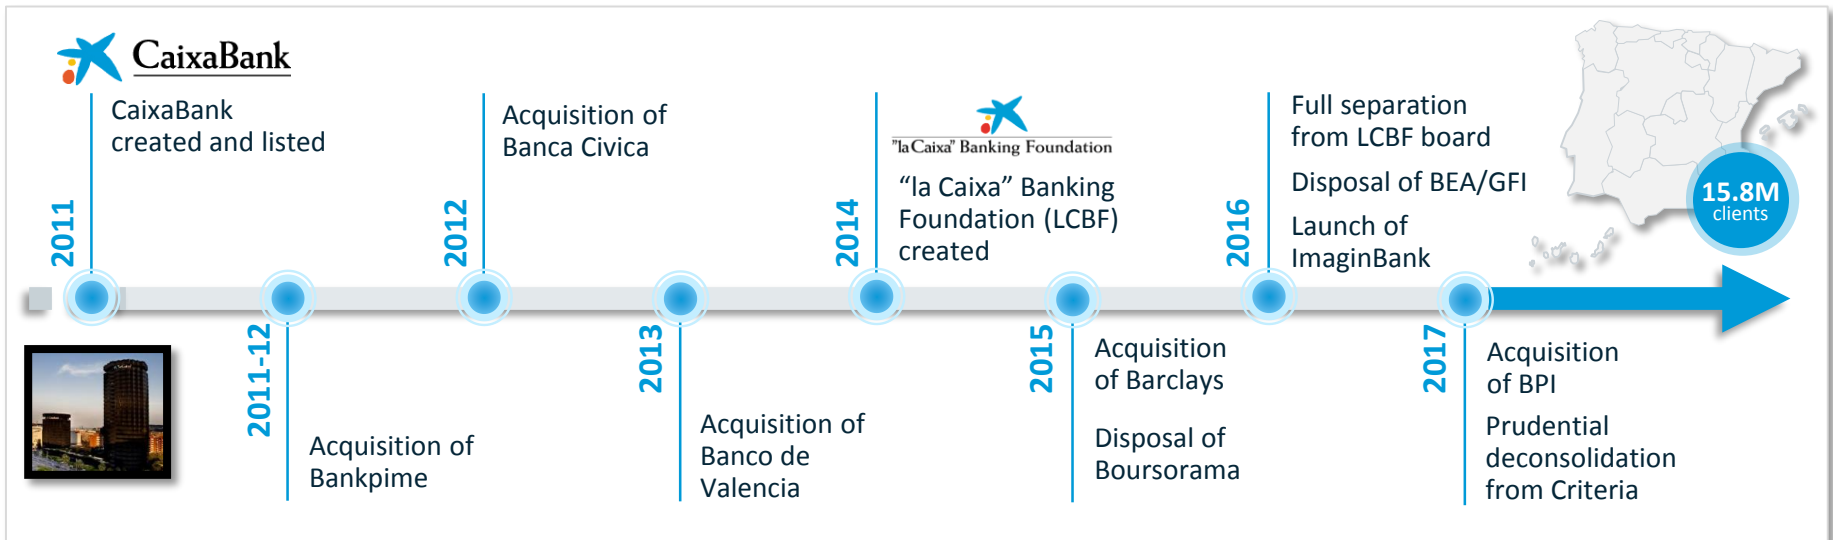 CaixaBank
2011
CaixaBank
created and listed
2011-12
Acquisition of
Bankpime
2012
Acquisition of
Banca Civica
2013
Acquisition of
Banco de
Valencia
2014
"la Caixa" Banking Foundation
“la Caixa” Banking
Foundation (LCBF)
created
2015
Acquisition
of Barclays
Disposal of
Boursorama
2016
Full separation
from LCBF board
Disposal of BEA/GFI
Launch of
ImaginBank
2017
Acquisition
of BPI
Prudential
deconsolidation
from Criteria
15.8M
clients